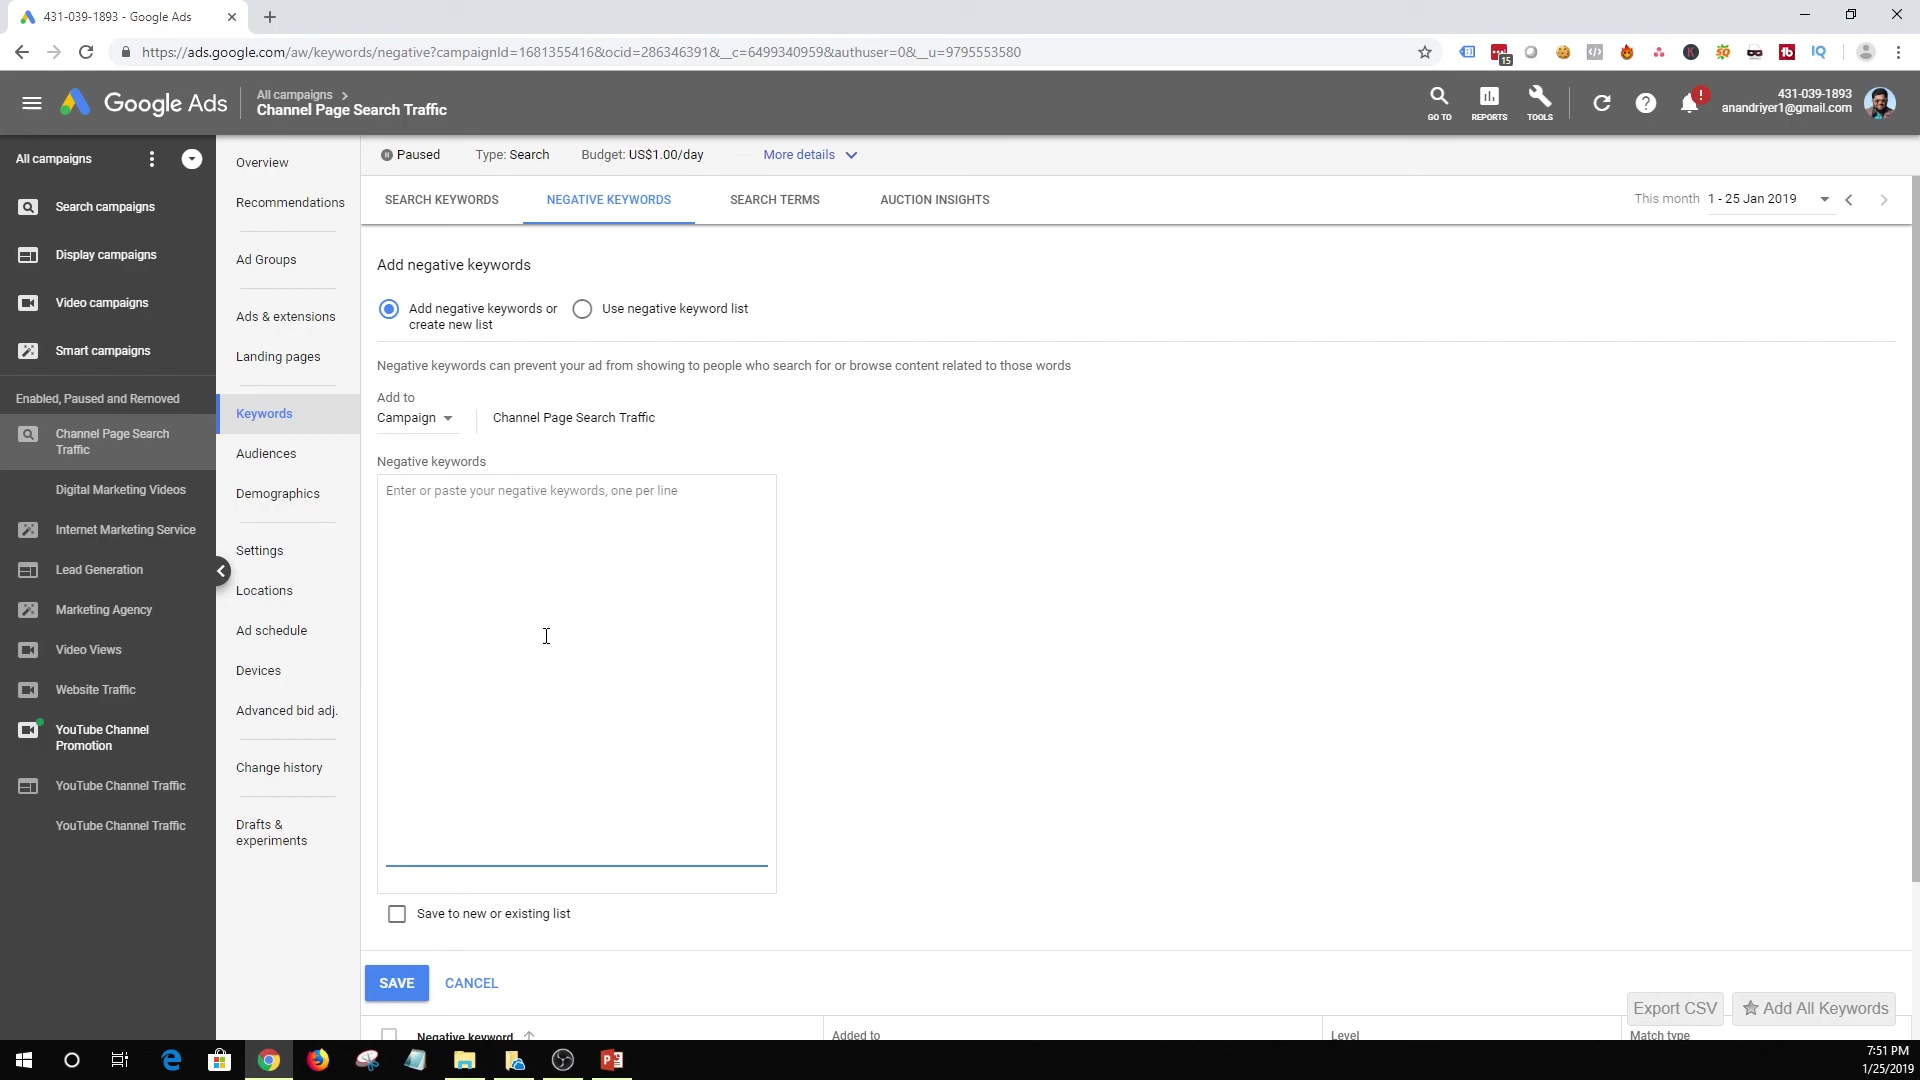 431-039-1893 - Google Ads
https://ads.google.com/aw/keywords/negative?campaignId=1681355416&ocid=286346391&__c=6499340959&authuser=0&__u=9795553580
15
Google Ads
All campaigns >
Channel Page Search Traffic
GO TO
REPORTS
TOOLS
!
431-039-1893
anandriyer1@gmail.com
All campaigns
Search campaigns
Display campaigns
Video campaigns
Smart campaigns
Enabled, Paused and Removed
Channel Page Search
Traffic
Digital Marketing Videos
Internet Marketing Service
Lead Generation
Marketing Agency
Video Views
Website Traffic
YouTube Channel
Promotion
YouTube Channel Traffic
YouTube Channel Traffic
Overview
Recommendations
Ad Groups
Ads & extensions
Landing pages
Keywords
Audiences
Demographics
Settings
Locations
Ad schedule
Devices
Advanced bid adj.
Change history
Drafts &
experiments
Paused Type: Search Budget: US$1.00/day More details
SEARCH KEYWORDS NEGATIVE KEYWORDS SEARCH TERMS AUCTION INSIGHTS
This month 1 - 25 Jan 2019
Add negative keywords
Add negative keywords or
create new list
Use negative keyword list
Negative keywords can prevent your ad from showing to people who search for or browse content related to those words
Add to
Campaign Channel Page Search Traffic
Negative keywords
Enter or paste your negative keywords, one per line
Save to new or existing list
SAVE CANCEL
Export CSV Add All Keywords
Negative keyword Added to Level Match type
7:51 PM
1/25/2019